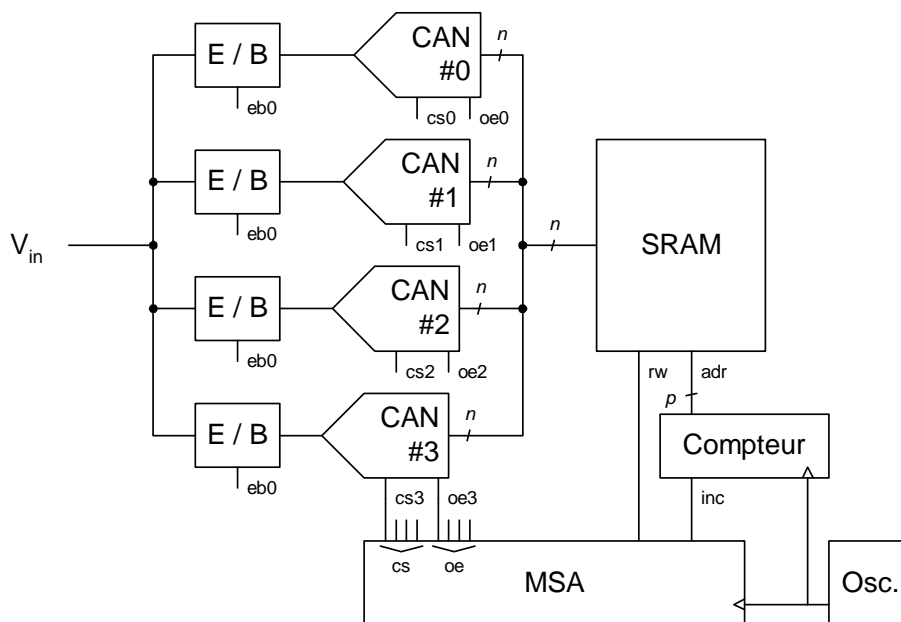 E / B
CAN
#0
n
eb0
cs0
oe0
E / B
CAN
#1
n
eb0
cs1
oe1
V in
n
SRAM
E / B
CAN
#2
n
eb0
cs2
oe2
rw
adr
p
E / B
CAN
#3
n
eb0
Compteur
cs3
oe3
inc
cs
oe
MSA
Osc.